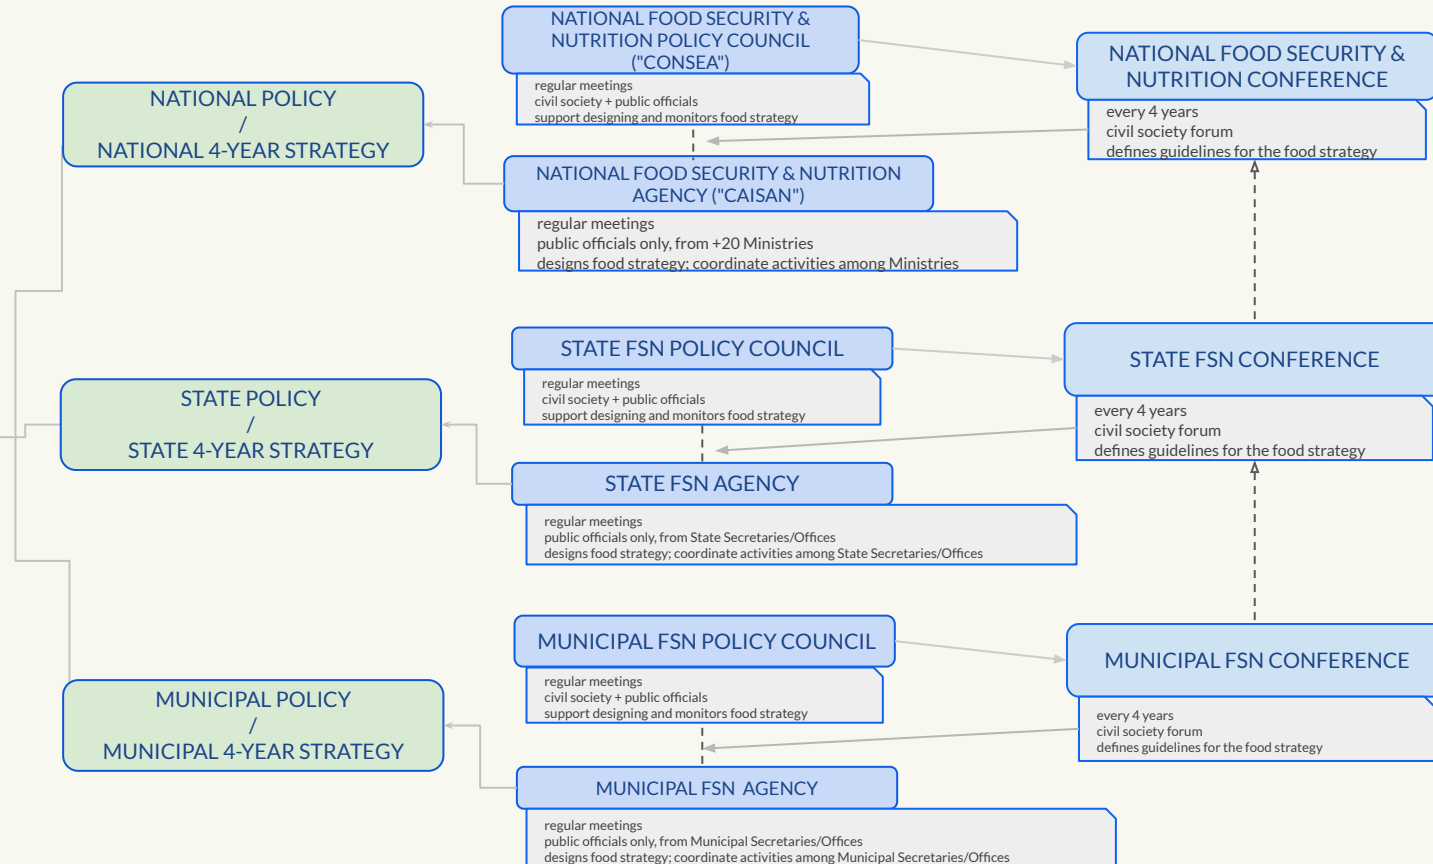 NATIONAL FOOD SECURITY &
NUTRITION POLICY COUNCIL
("CONSEA")
regular meetings
civil society + public officials
support designing and monitors food strategy
NATIONAL FOOD SECURITY &
NUTRITION CONFERENCE
every 4 years
civil society forum
defines guidelines for the food strategy
NATIONAL POLICY
/
NATIONAL 4-YEAR STRATEGY
NATIONAL FOOD SECURITY & NUTRITION
AGENCY ("CAISAN")
regular meetings
public officials only, from +20 Ministries
designs food strategy; coordinate activities among Ministries
STATE FSN POLICY COUNCIL
regular meetings
civil society + public officials
support designing and monitors food strategy
STATE FSN CONFERENCE
every 4 years
civil society forum
defines guidelines for the food strategy
STATE POLICY
/
STATE 4-YEAR STRATEGY
STATE FSN AGENCY
regular meetings
public officials only, from State Secretaries/Offices
designs food strategy; coordinate activities among State Secretaries/Offices
MUNICIPAL FSN POLICY COUNCIL
regular meetings
civil society + public officials
support designing and monitors food strategy
MUNICIPAL FSN CONFERENCE
every 4 years
civil society forum
defines guidelines for the food strategy
MUNICIPAL POLICY
/
MUNICIPAL 4-YEAR STRATEGY
MUNICIPAL FSN AGENCY
regular meetings
public officials only, from Municipal Secretaries/Offices
designs food strategy; coordinate activities among Municipal Secretaries/Offices